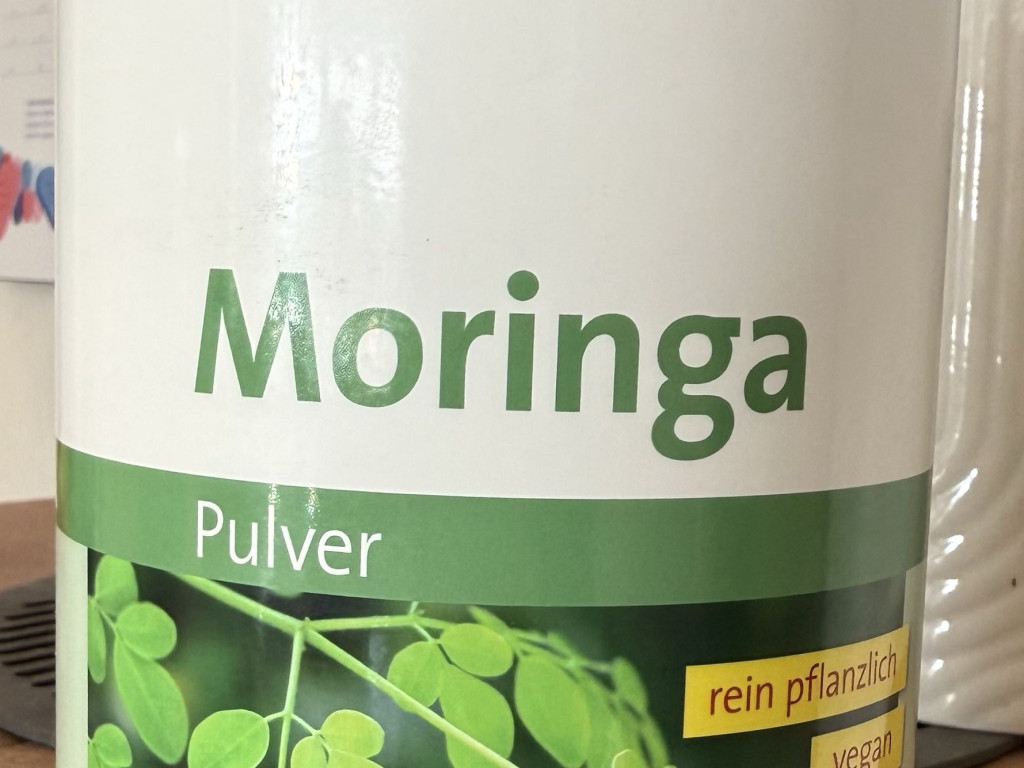 Moringa
Pulver
rein pflanzlich
vegan